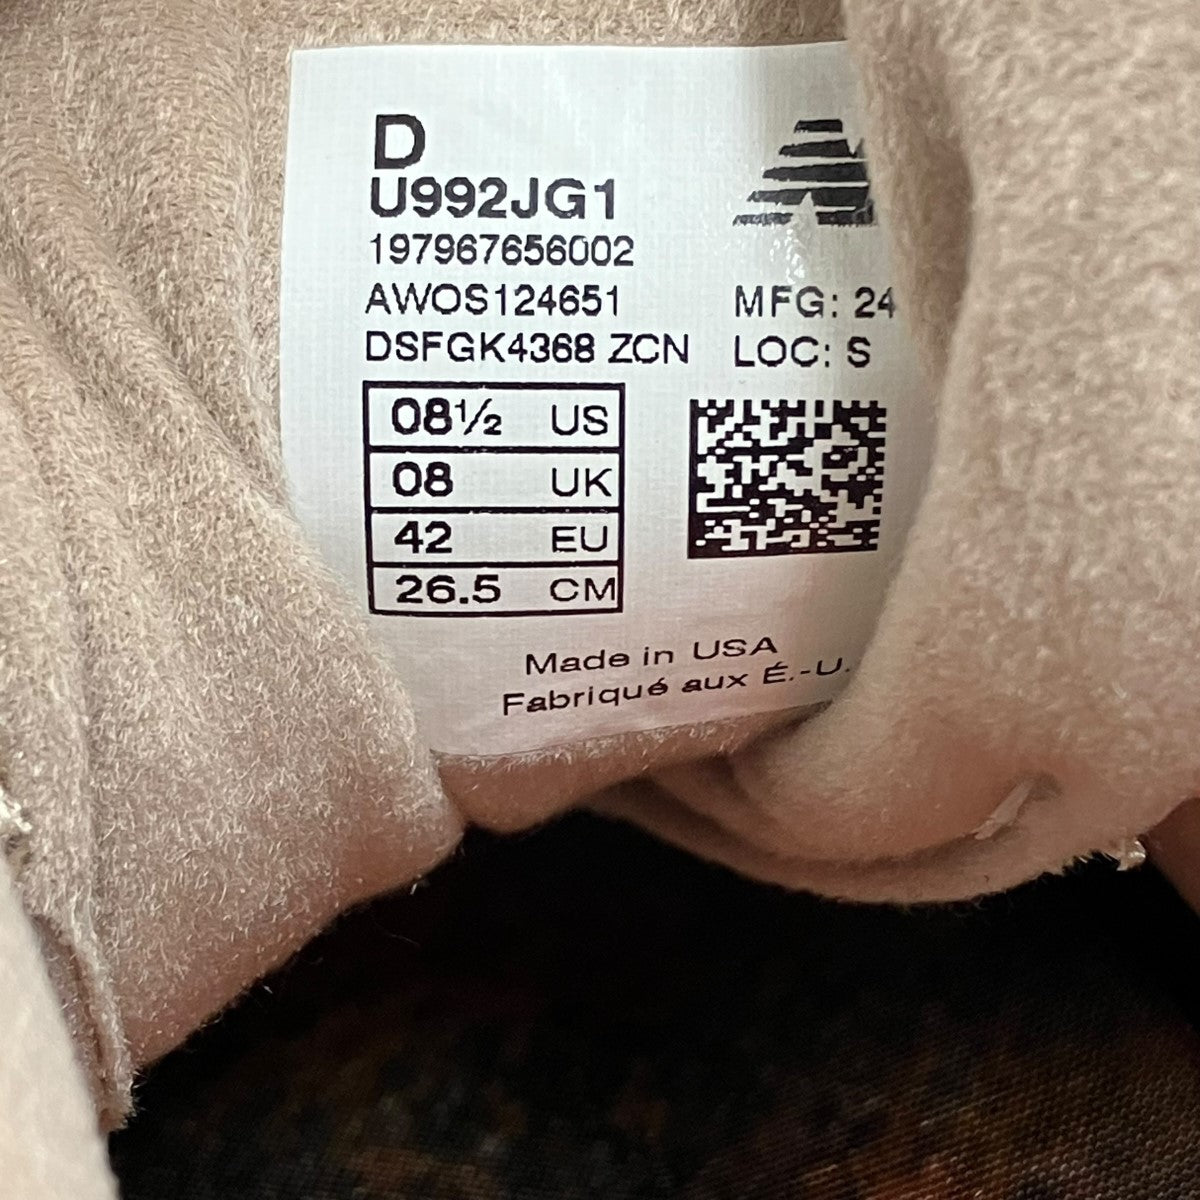 D
U992JG1
197967656002
AWOS124651
MFG: 24
DSFGK4368 ZCN
LOC: S
08½ US
08 UK
42 EU
26.5 CM
Made in USA
Fabriqué aux É.-U.